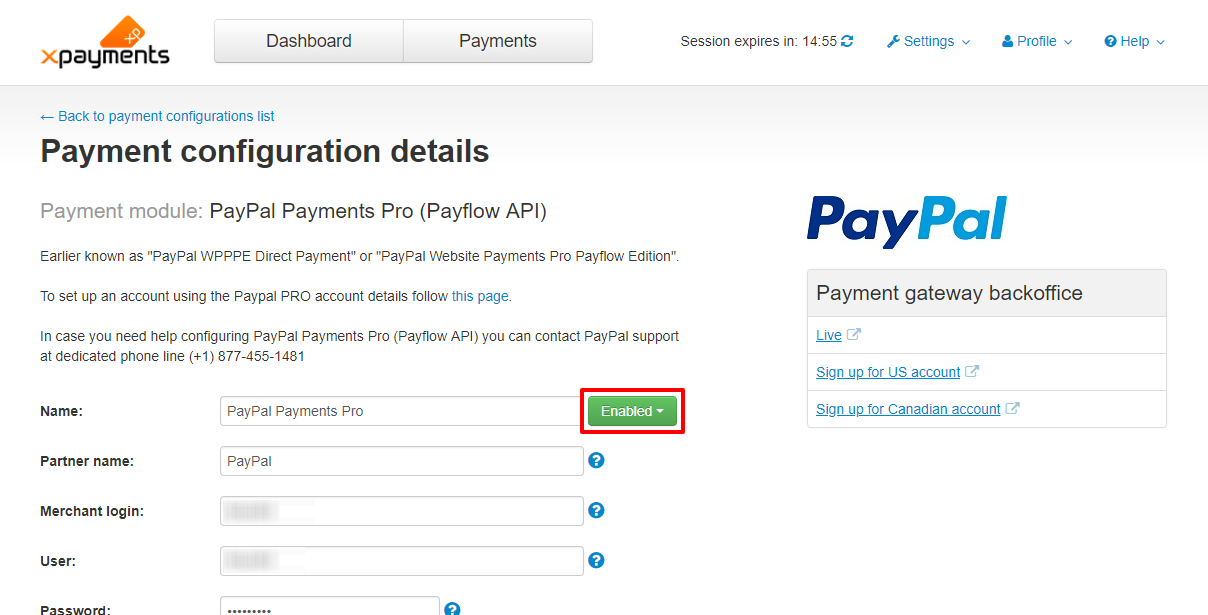 xp
xpayments
Dashboard
Payments
Session expires in: 14:55
Settings
Profile
? Help
← Back to payment configurations list
Payment configuration details
Payment module: PayPal Payments Pro (Payflow API)
Earlier known as "PayPal WPPPE Direct Payment" or "PayPal Website Payments Pro Payflow Edition".
To set up an account using the Paypal PRO account details follow this page.
In case you need help configuring PayPal Payments Pro (Payflow API) you can contact PayPal support
at dedicated phone line (+1) 877-455-1481
PayPal
Payment gateway backoffice
Live
Sign up for US account
Sign up for Canadian account
Name:
PayPal Payments Pro
Enabled
Partner name:
PayPal
?
Merchant login:
?
User:
?
Password:
•••••••••
?